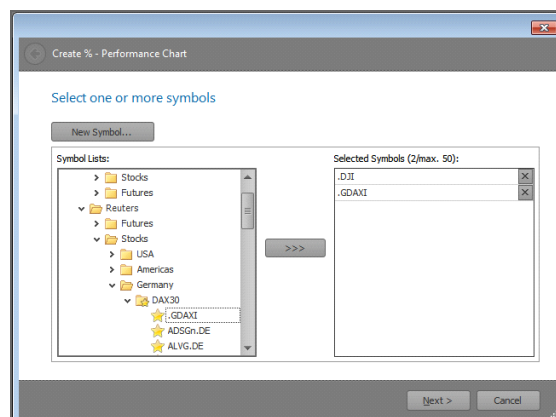 Create % - Performance Chart
Select one or more symbols
New Symbol...
Symbol Lists:
Stocks
Futures
Reuters
Futures
Stocks
USA
Americas
Germany
DAX30
.GDAXI
ADSGn.DE
ALVG.DE
>>>
Selected Symbols (2/max. 50):
.DJI
.GDAXI
Next >
Cancel